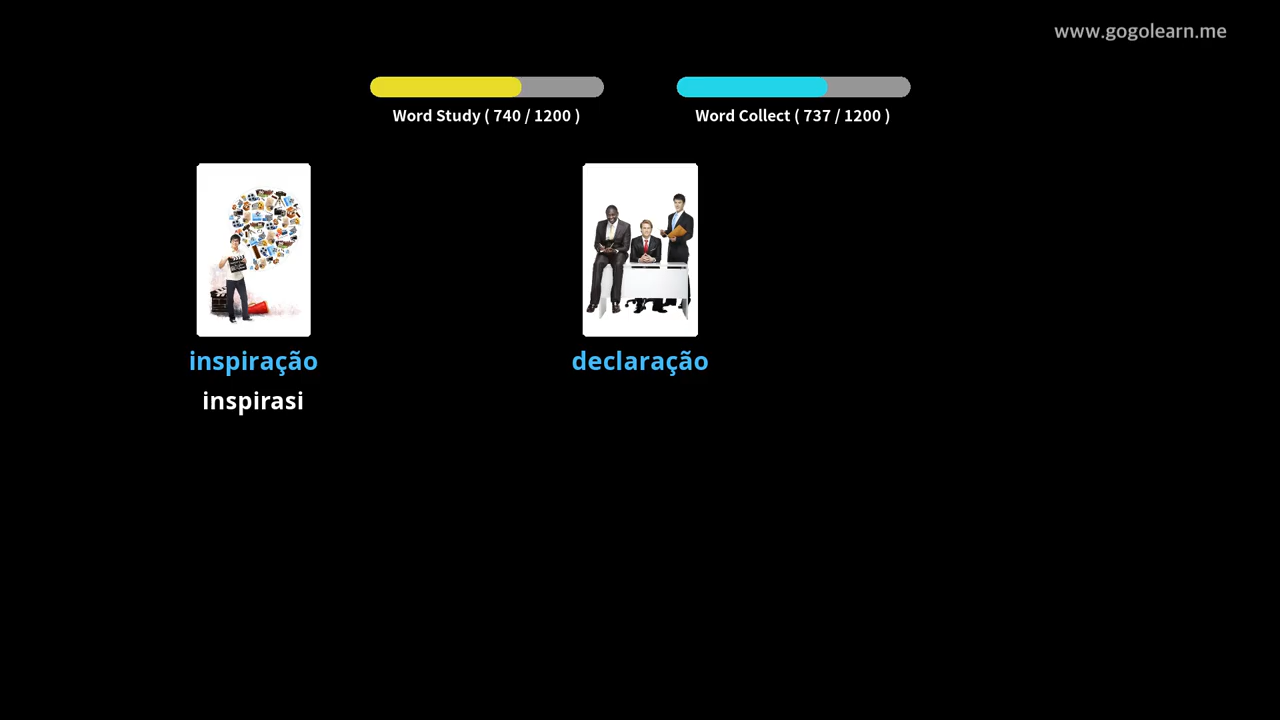 www.gogolearn.me
Word Study ( 740 / 1200 )
Word Collect ( 737 / 1200 )
inspiração
declaração
inspirasi